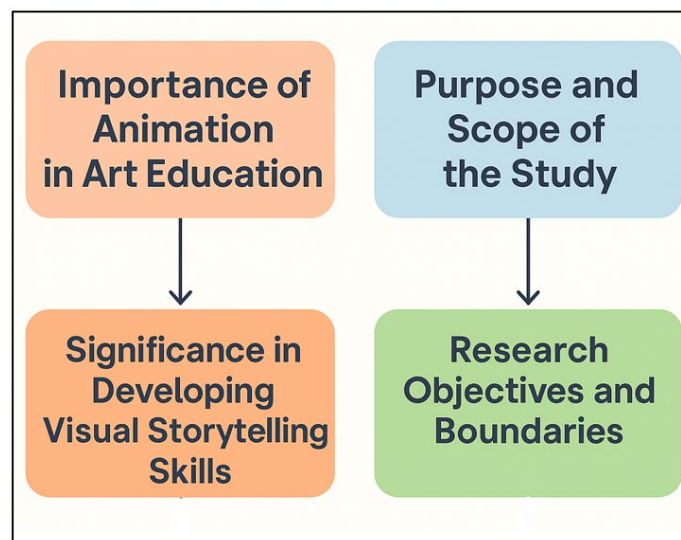 Importance of
Animation
in Art Education
Purpose and
Scope of
the Study
Significance in
Developing
Visual Storytelling
Skills
Research
Objectives and
Boundaries